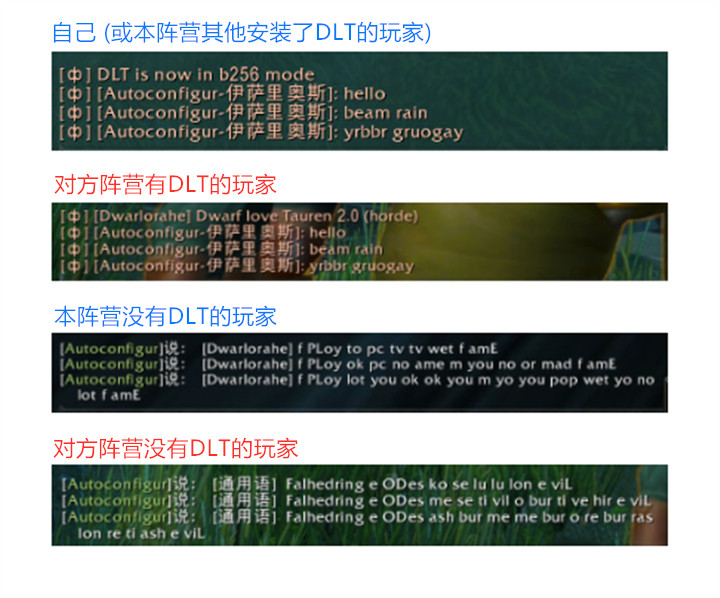 自己 (或本阵营其他安装了DLT的玩家)
[中] DLT is now in b256 mode
[中] [Autoconfigur-伊萨里奥斯]: hello
[中] [Autoconfigur-伊萨里奥斯]: beam rain
[中] [Autoconfigur-伊萨里奥斯]: yrbbr gruogay
对方阵营有DLT的玩家
[中] [Dwarlorahe] Dwarf love Tauren 2.0 (horde)
[中] [Autoconfigur-伊萨里奥斯]: hello
[中] [Autoconfigur-伊萨里奥斯]: beam rain
[中] [Autoconfigur-伊萨里奥斯]: yrbbr gruogay
本阵营没有DLT的玩家
[Autoconfigur]说: [Dwarlorahe] f PLoy to pc tv tv wet f amE
[Autoconfigur]说: [Dwarlorahe] f PLoy ok pc no ame m you no or mad f amE
[Autoconfigur]说: [Dwarlorahe] f PLoy lot you ok ok you m yo you pop wet yo no
lot f amE
对方阵营没有DLT的玩家
[Autoconfigur]说: [通用语] Falhedring e ODes ko se lu lu lon e viL
[Autoconfigur]说: [通用语] Falhedring e ODes me se ti vil o bur ti ve hir e viL
[Autoconfigur]说: [通用语] Falhedring e ODes ash bur me me bur o re bur ras
lon re ti ash e viL